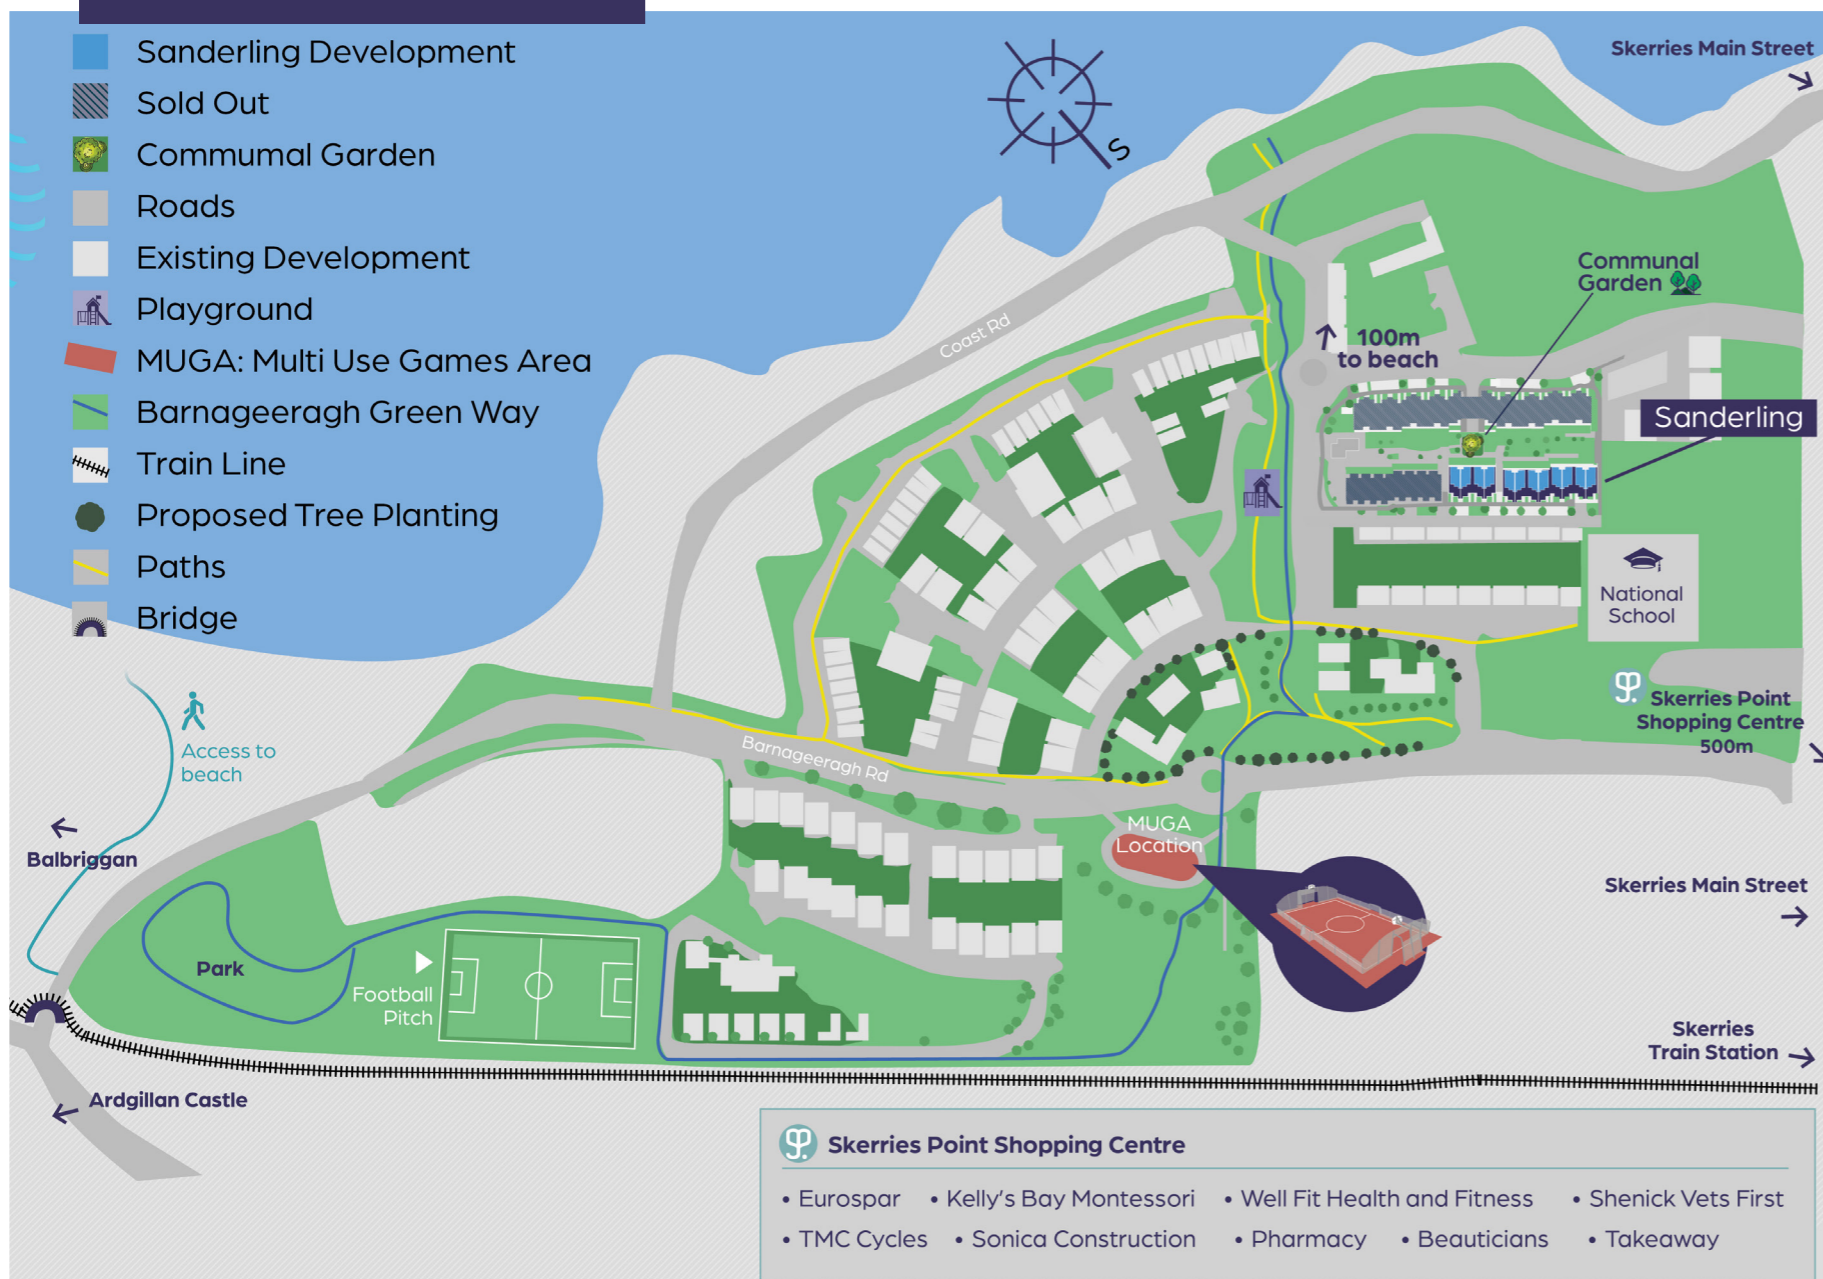 Sanderling Development
Sold Out
Commumal Garden
Roads
Existing Development
Playground
MUGA: Multi Use Games Area
Barnageeragh Green Way
Train Line
Proposed Tree Planting
Paths
Bridge
S
Skerries Main Street
Communal
Garden
100m
to beach
Coast Rd
Sanderling
National
School
Skerries Point
Shopping Centre
500m
Access to
beach
Barnageeragh Rd
MUGA
Location
Balbriggan
Skerries Main Street
Park
Football
Pitch
Skerries
Train Station
Ardgillan Castle
Skerries Point Shopping Centre
• Eurospar • Kelly's Bay Montessori • Well Fit Health and Fitness • Shenick Vets First
• TMC Cycles • Sonica Construction • Pharmacy • Beauticians • Takeaway